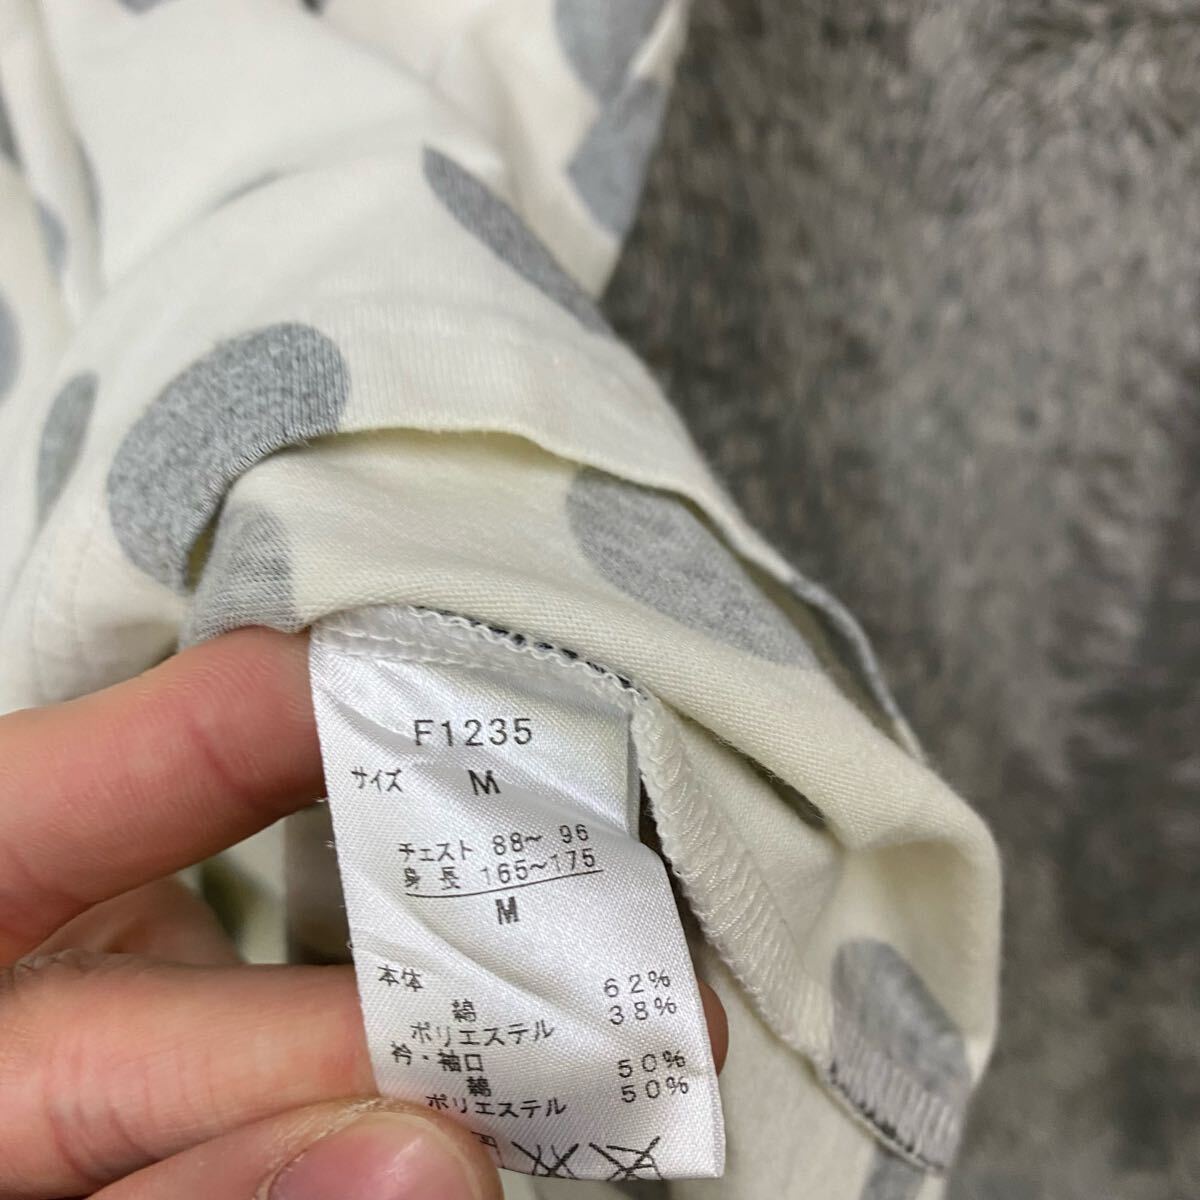 F1235
サイズ M
チェスト 88〜96
身長 165〜175
M
本体
綿 62%
ポリエステル 38%
衿・袖口
綿 50%
ポリエステル 50%